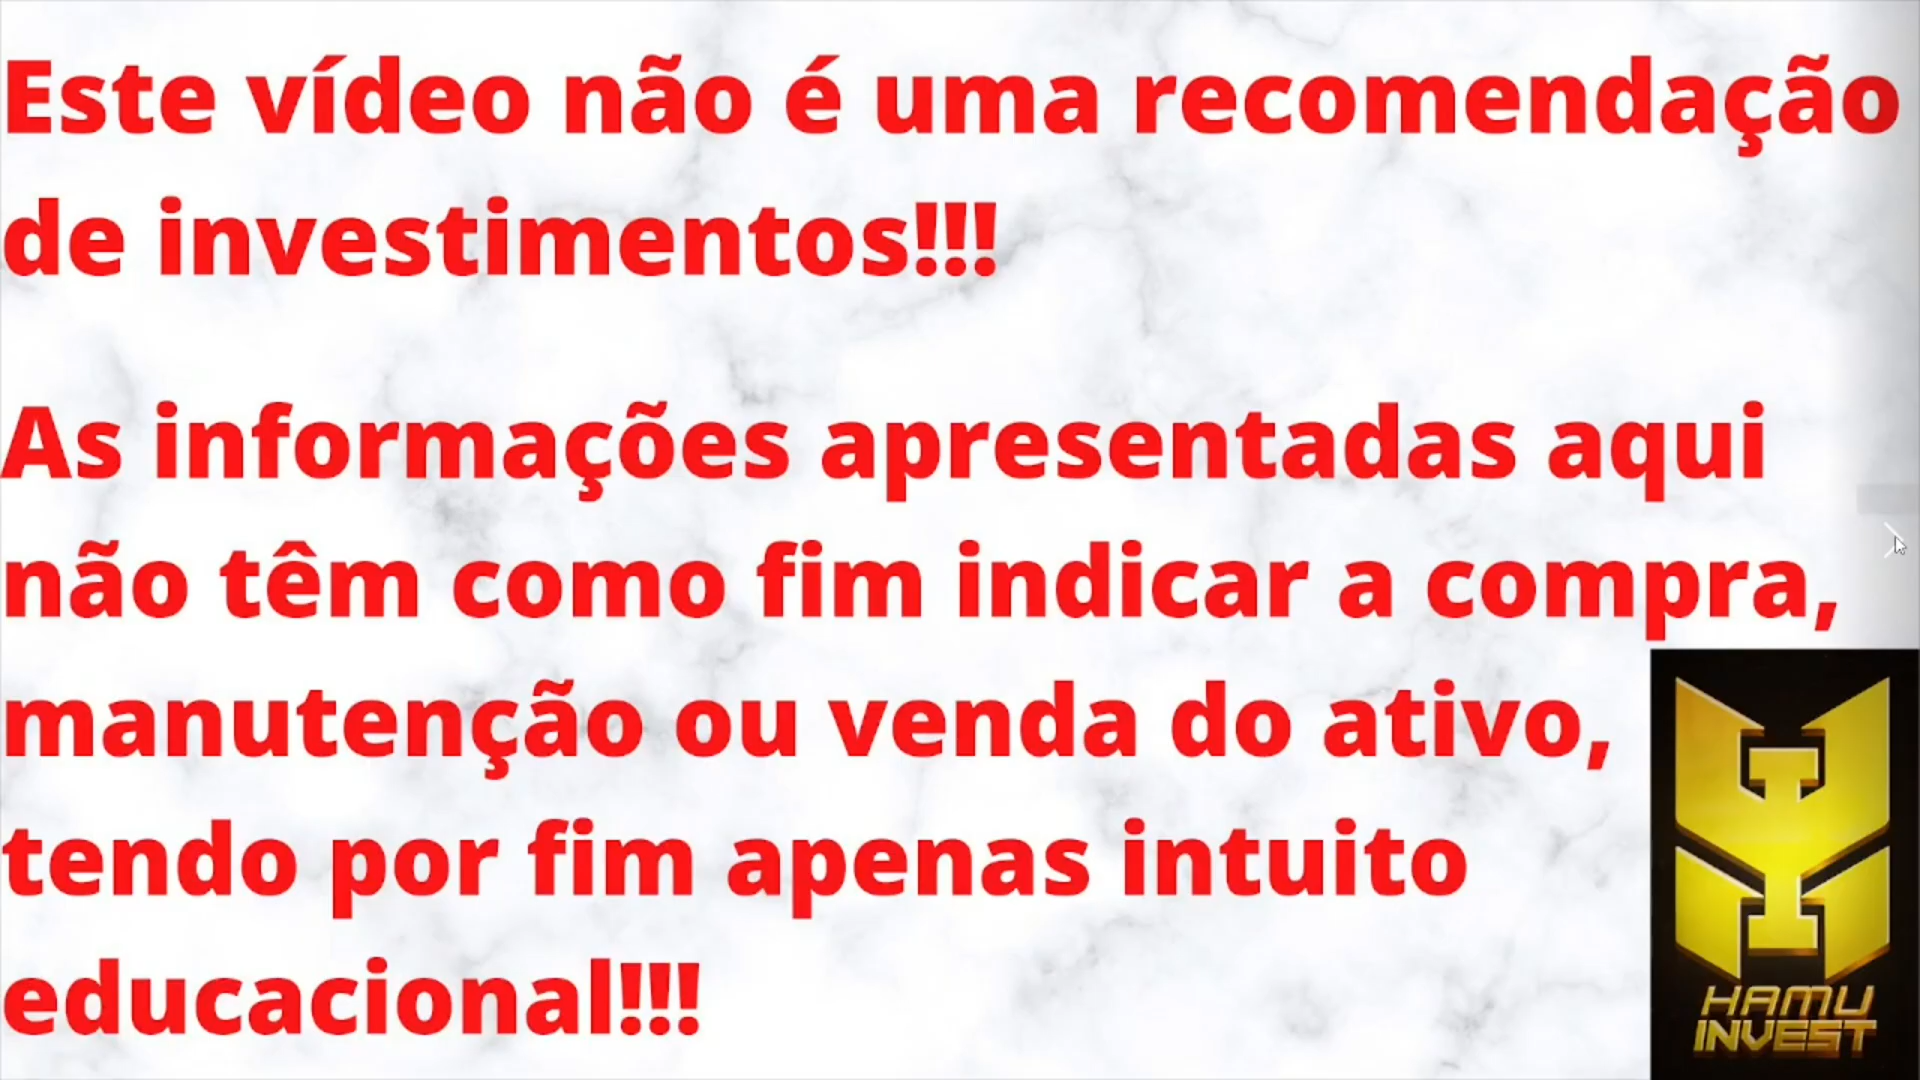 Este vídeo não é uma recomendação
de investimentos!!!
As informações apresentadas aqui
não têm como fim indicar a compra,
manutenção ou venda do ativo,
tendo por fim apenas intuito
educacional!!!
HAMU
INVEST